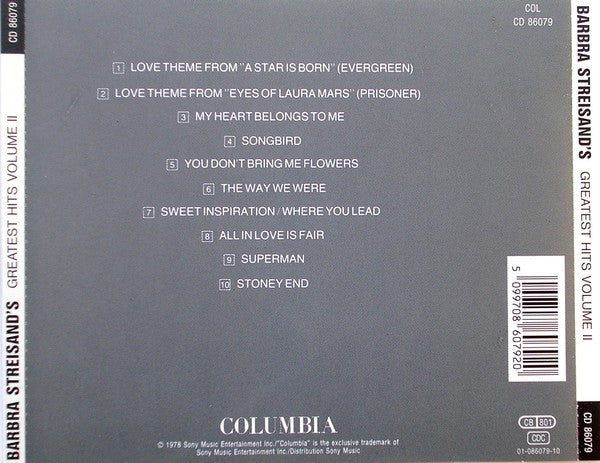 COL
CD 86079
1 LOVE THEME FROM "A STAR IS BORN" (EVERGREEN)
2 LOVE THEME FROM "EYES OF LAURA MARS" (PRISONER)
3 MY HEART BELONGS TO ME
4 SONGBIRD
5 YOU DON'T BRING ME FLOWERS
6 THE WAY WE WERE
7 SWEET INSPIRATION / WHERE YOU LEAD
8 ALL IN LOVE IS FAIR
9 SUPERMAN
10 STONEY END
5 099708 607920
COLUMBIA
℗ 1978 Sony Music Entertainment Inc./"Columbia" is the exclusive trademark of
Sony Music Entertainment Inc./Distribution Sony Music
CB 801
CDC
01-086079-10
BARBRA STREISAND'S GREATEST HITS VOLUME II CD 86079
BARBRA STREISAND'S GREATEST HITS VOLUME II CD 86079